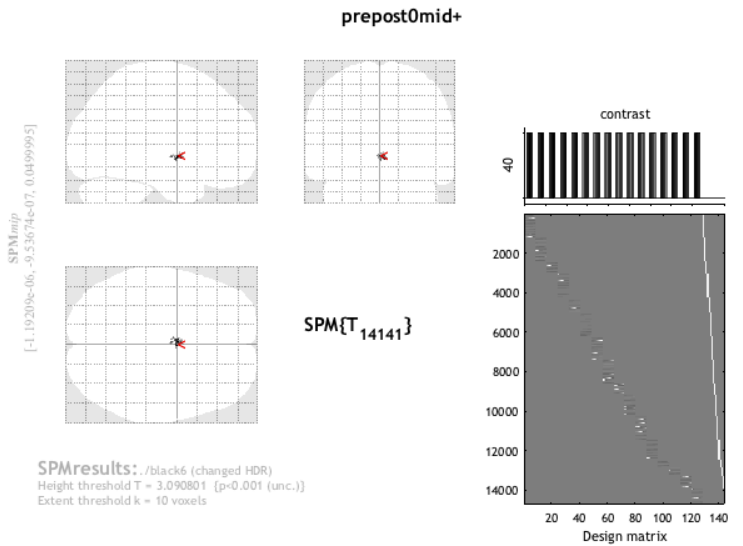 prepost0mid+
SPMmip
[-1.19209e-06, -9.53674e-07, 0.0499995]
contrast
40
SPM{T14141}
2000
4000
6000
8000
10000
12000
14000
20 40 60 80 100 120 140
Design matrix
SPMresults: ./black6 (changed HDR)
Height threshold T = 3.090801 {p<0.001 (unc.)}
Extent threshold k = 10 voxels